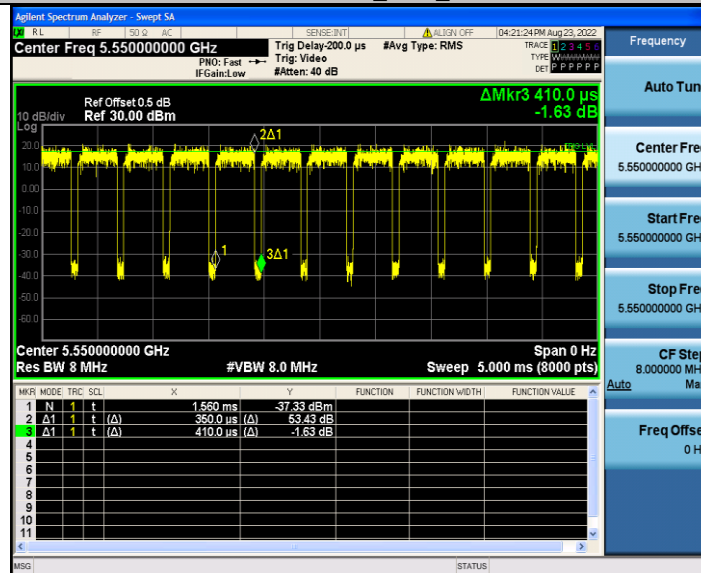 Agilent Spectrum Analyzer - Swept SA
RL RF 50 Ω AC SENSE:INT ALIGN OFF 04:21:24 PM Aug 23, 2022
Center Freq 5.550000000 GHz
PNO: Fast
IFGain:Low
Trig Delay-200.0 µs
Trig: Video
#Atten: 40 dB
#Avg Type: RMS
TRACE 1 2 3 4 5 6
TYPE
DET P P P P P P
ΔMkr3 410.0 µs
-1.63 dB
Ref Offset 0.5 dB
10 dB/div Ref 30.00 dBm
Log
20.0
10.0
0.00
-10.0
-20.0
-30.0
-40.0
-50.0
-60.0
2Δ1
1
3Δ1
Center 5.550000000 GHz Span 0 Hz
Res BW 8 MHz #VBW 8.0 MHz Sweep 5.000 ms (8000 pts)
MKR MODE TRC SCL X Y FUNCTION FUNCTION WIDTH FUNCTION VALUE
1 N 1 t 1.560 ms -37.33 dBm
2 Δ1 1 t (Δ) 350.0 µs (Δ) 53.43 dB
3 Δ1 1 t (Δ) 410.0 µs (Δ) -1.63 dB
4
5
6
7
8
9
10
11
MSG STATUS
Frequency
Auto Tun
Center Fre
5.550000000 GH
Start Fre
5.550000000 GH
Stop Fre
5.550000000 GH
CF Step
8.000000 MH
Auto Ma
Freq Offse
0 H